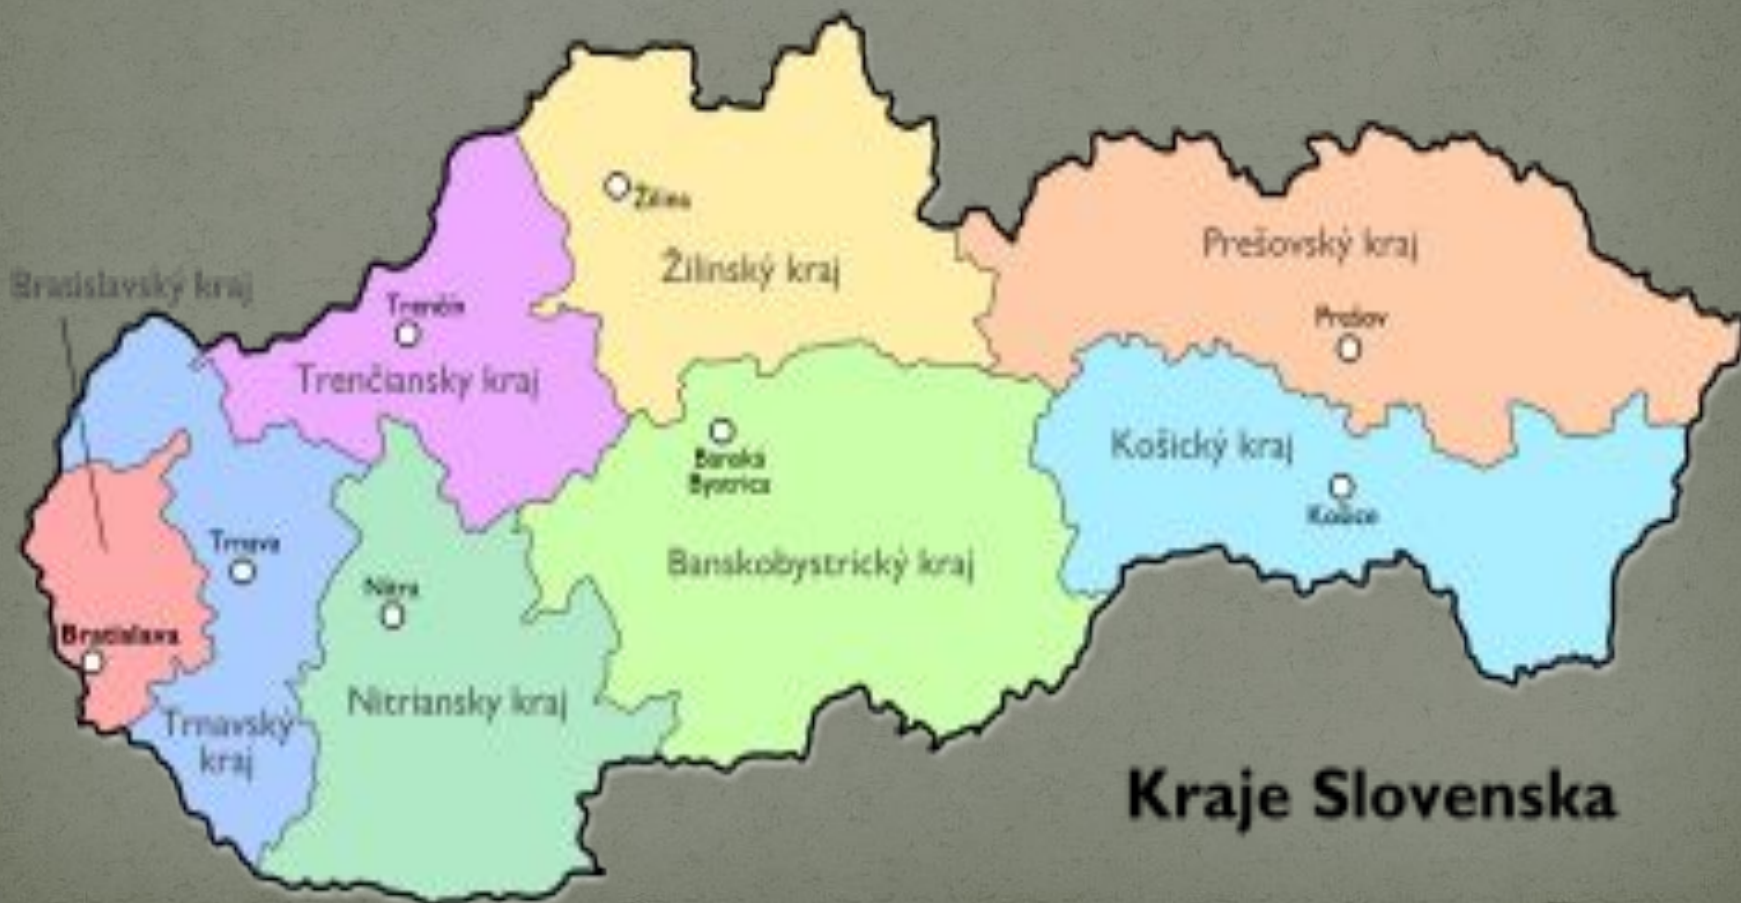 Žilina
Prešovský kraj
Žilinský kraj
Bratislavský kraj
Trenčín
Prešov
Trenčiansky kraj
Banská
Bystrica
Košický kraj
Košice
Trnava
Banskobystrický kraj
Nitra
Bratislava
Nitriansky kraj
Trnavský
kraj
Kraje Slovenska